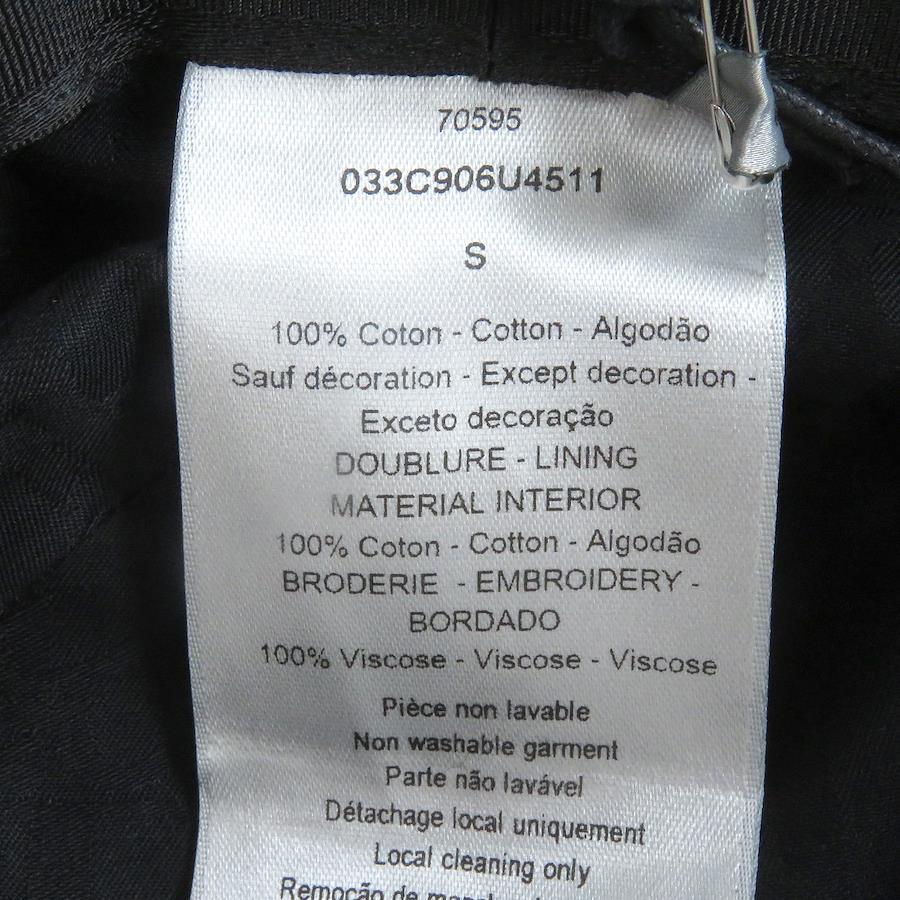 70595
033C906U4511
S
100% Coton - Cotton - Algodão
Sauf décoration - Except decoration -
Exceto decoração
DOUBLURE - LINING
MATERIAL INTERIOR
100% Coton - Cotton - Algodão
BRODERIE - EMBROIDERY -
BORDADO
100% Viscose - Viscose - Viscose
Pièce non lavable
Non washable garment
Parte não lavável
Détachage local uniquement
Local cleaning only
Remoção de